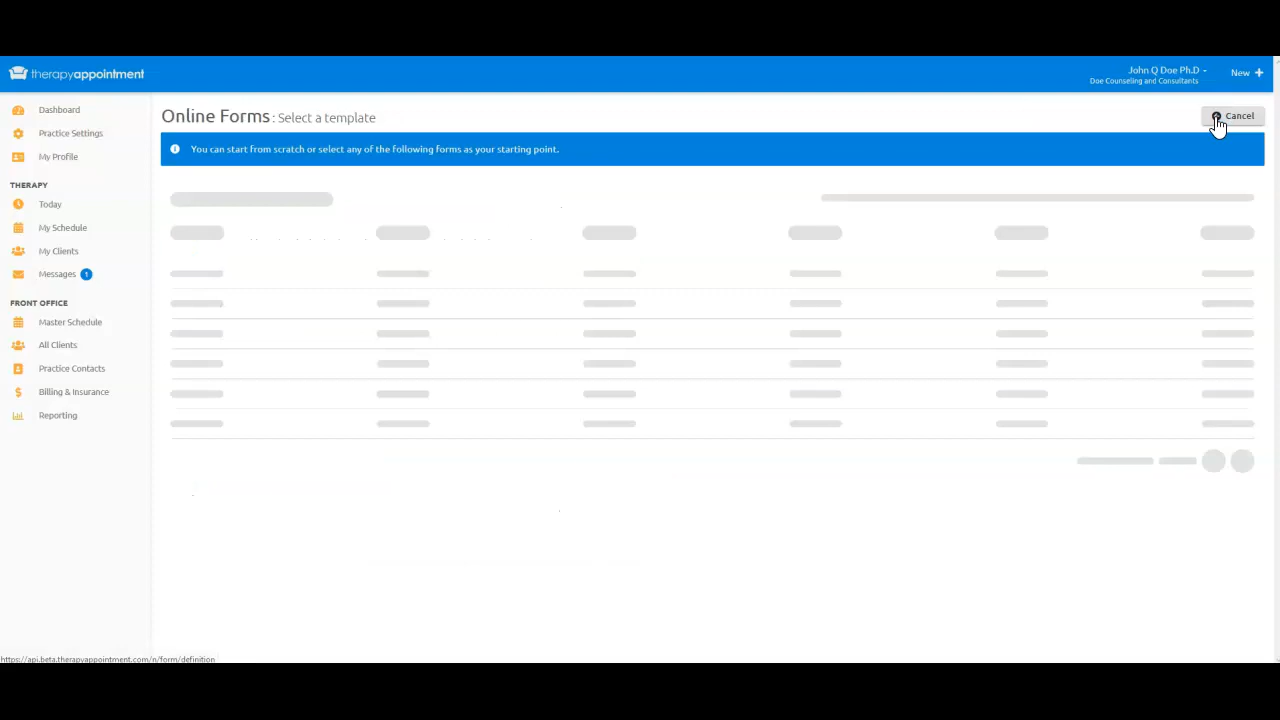 therapyappointment
John Q Doe Ph.D
Doe Counseling and Consultants
New +
Dashboard
Practice Settings
My Profile
THERAPY
Today
My Schedule
My Clients
Messages 1
FRONT OFFICE
Master Schedule
All Clients
Practice Contacts
Billing & Insurance
Reporting
Online Forms : Select a template
Cancel
You can start from scratch or select any of the following forms as your starting point.
https://api.beta.therapyappointment.com/n/form/definition